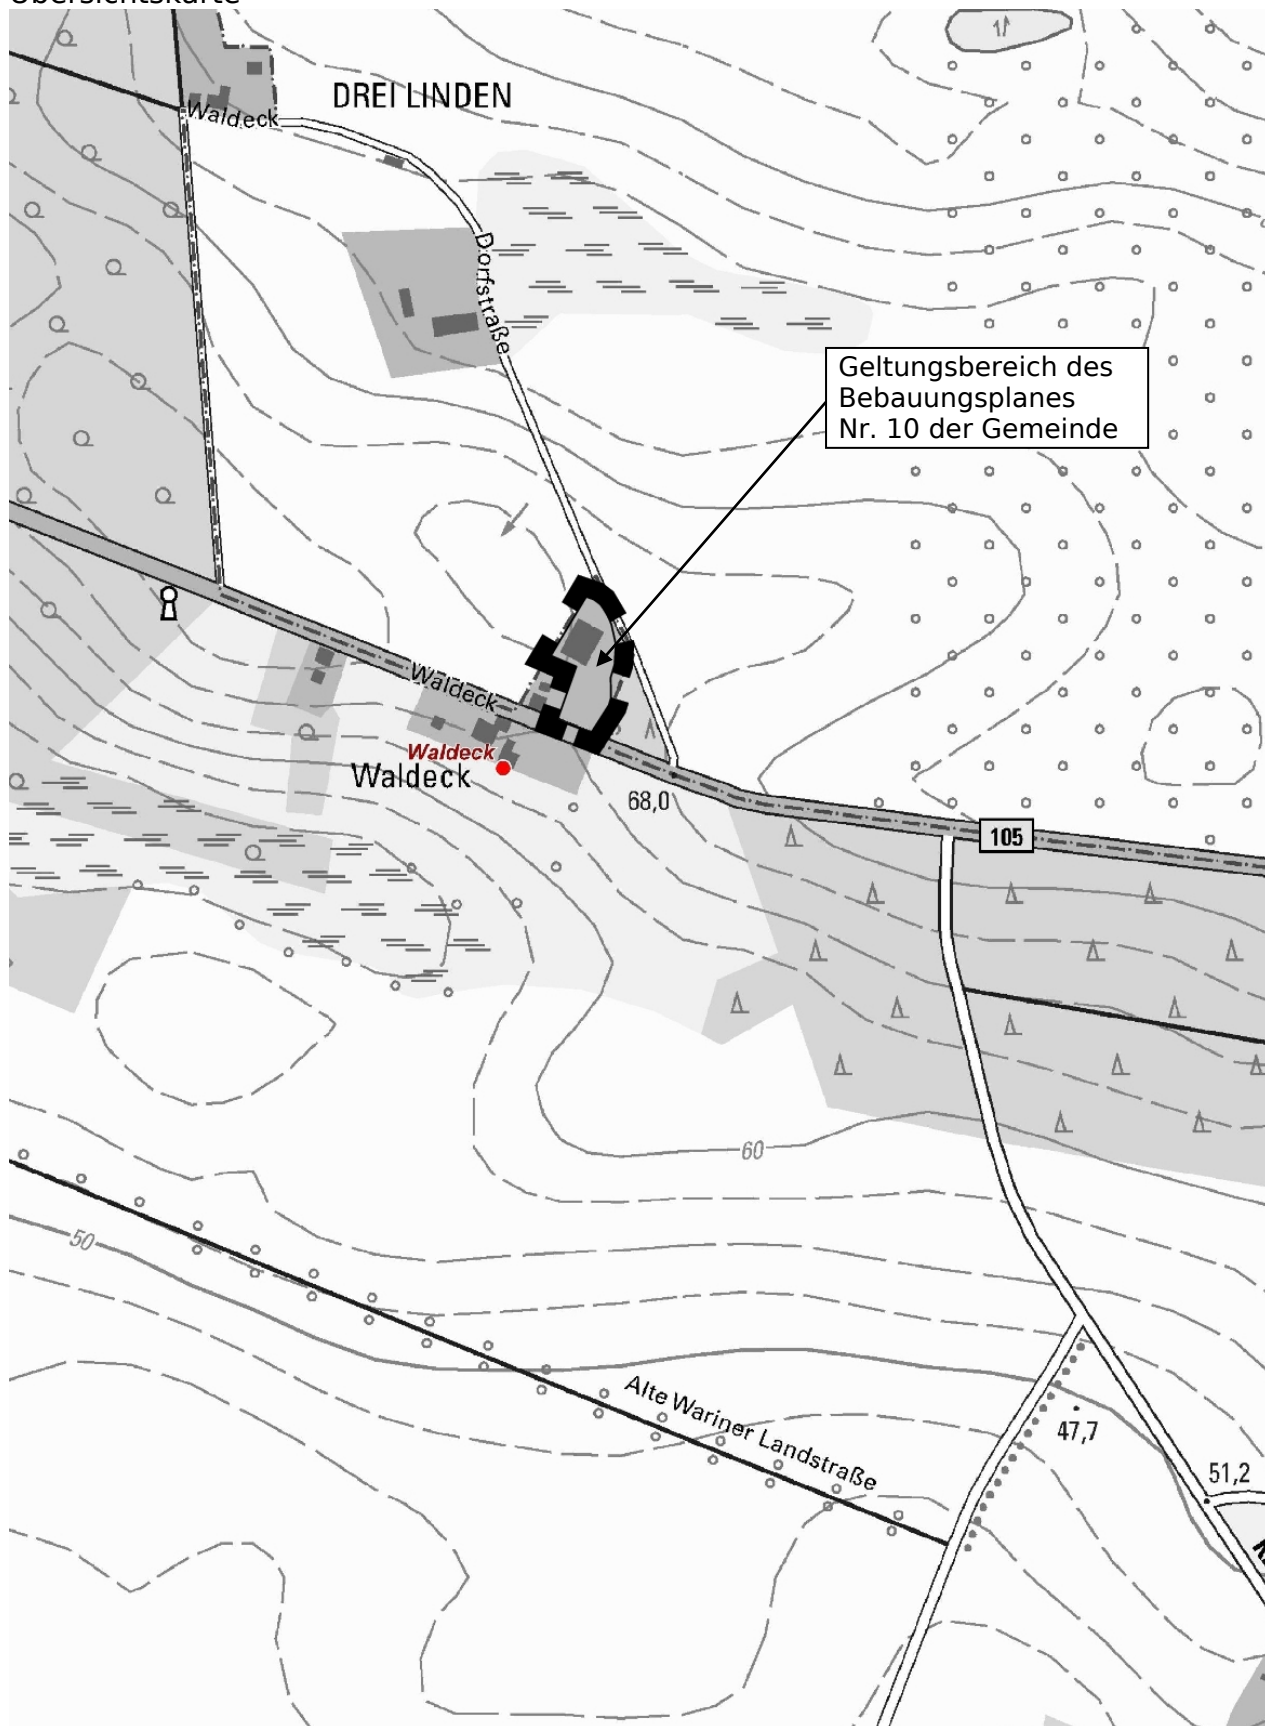 Übersichtskarte
DREI LINDEN
Waldeck
Dorfstraße
Geltungsbereich des
Bebauungsplanes
Nr. 10 der Gemeinde
Waldeck
Waldeck
Waldeck
68,0
105
60
50
Alte Wariner Landstraße
47,7
51,2